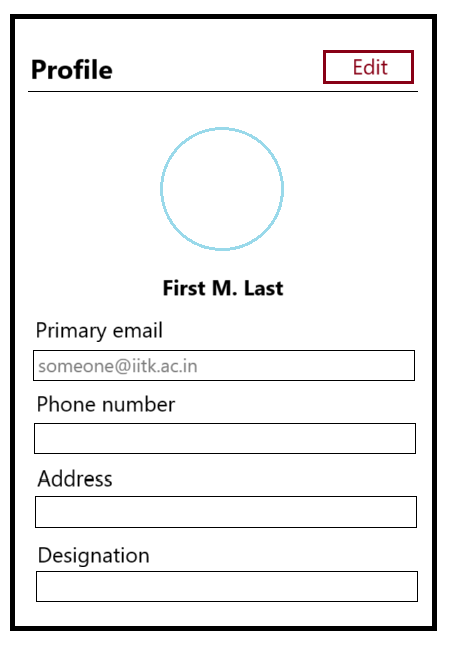 Profile
Edit
First M. Last
Primary email
someone@iitk.ac.in
Phone number
Address
Designation